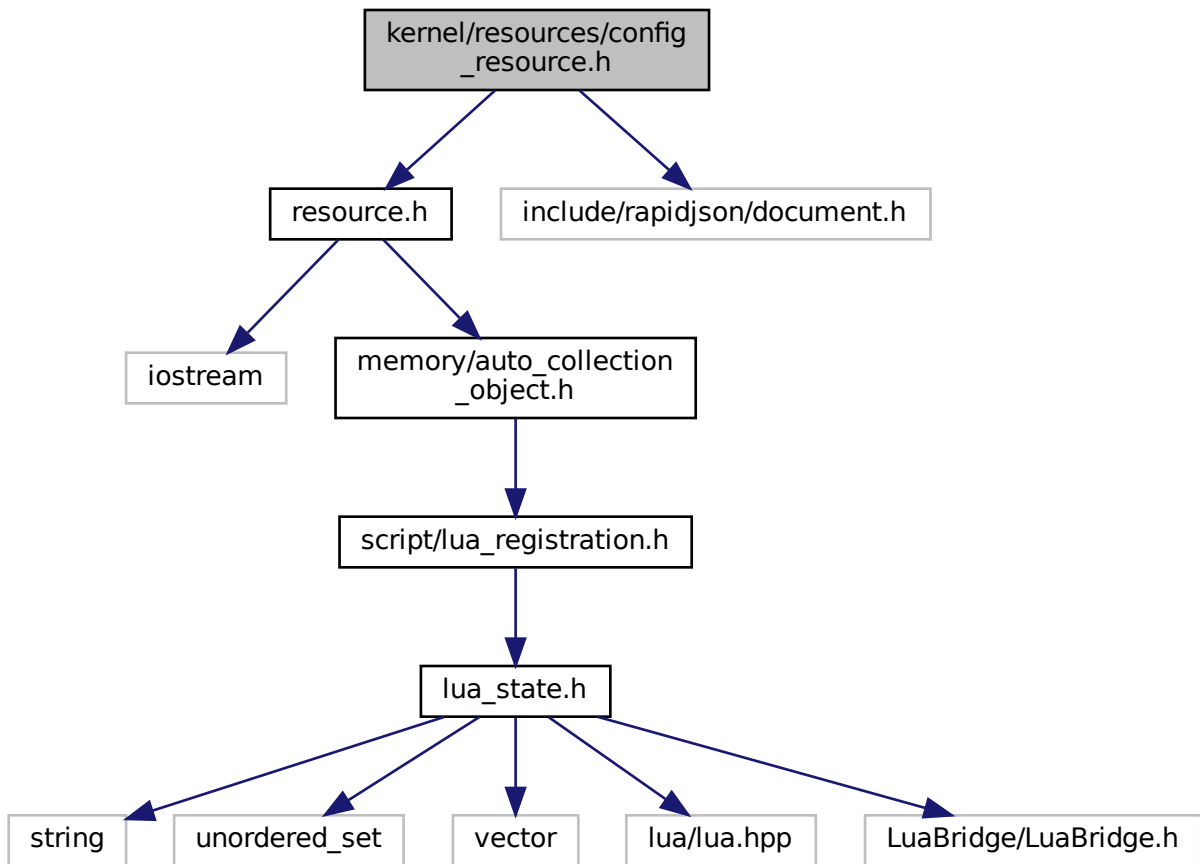 kernel/resources/config
_resource.h
resource.h
include/rapidjson/document.h
iostream
memory/auto_collection
_object.h
script/lua_registration.h
lua_state.h
string
unordered_set
vector
lua/lua.hpp
LuaBridge/LuaBridge.h